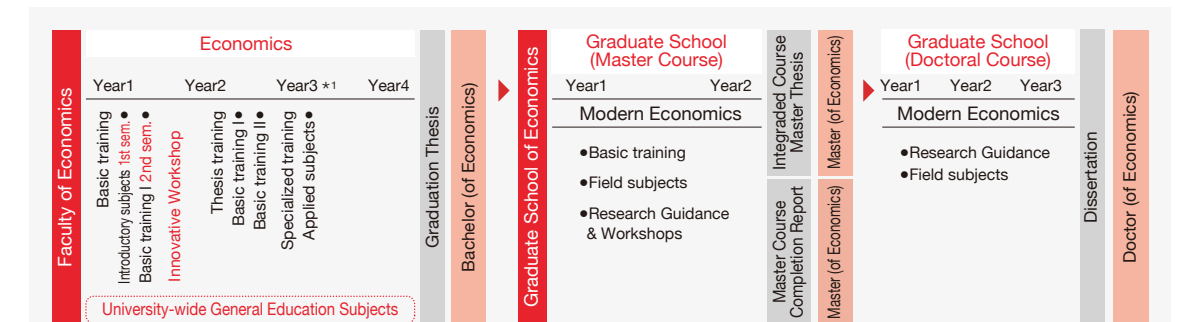 Faculty of Economics
Economics
Year1 Year2 Year3 *1 Year4
Basic training
Introductory subjects 1st sem.●
Basic training I 2nd sem.●
Innovative Workshop
Thesis training
Basic training I●
Basic training II●
Specialized training
Applied subjects●
University-wide General Education Subjects
Graduation Thesis
Bachelor (of Economics)
Graduate School of Economics
Graduate School
(Master Course)
Year1 Year2
Modern Economics
●Basic training
●Field subjects
●Research Guidance
& Workshops
Integraded Course
Master Thesis
Master (of Economics)
Master Course
Completion Report
Master (of Economics)
Graduate School
(Doctoral Course)
Year1 Year2 Year3
Modern Economics
●Research Guidance
●Field subjects
Dissertation
Doctor (of Economics)